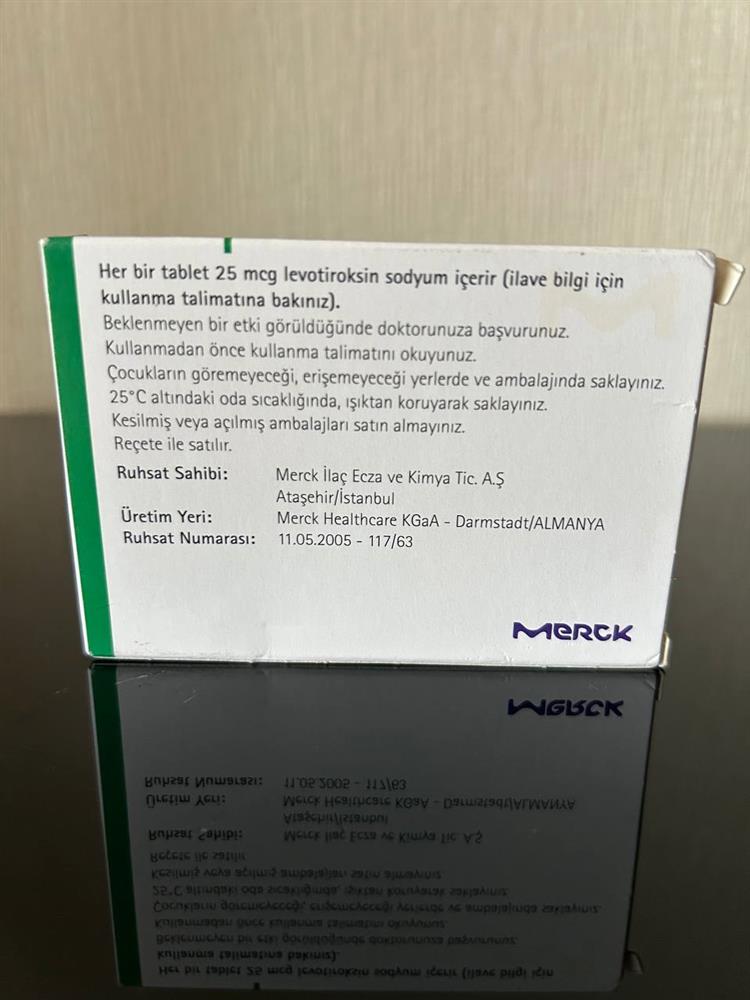 Her bir tablet 25 mcg levotiroksin sodyum içerir (ilave bilgi için
kullanma talimatına bakınız).
Beklenmeyen bir etki görüldüğünde doktorunuza başvurunuz.
Kullanmadan önce kullanma talimatını okuyunuz.
Çocukların göremeyeceği, erişemeyeceği yerlerde ve ambalajında saklayınız.
25°C altındaki oda sıcaklığında, ışıktan koruyarak saklayınız.
Kesilmiş veya açılmış ambalajları satın almayınız.
Reçete ile satılır.
Ruhsat Sahibi: Merck İlaç Ecza ve Kimya Tic. A.Ş
Ataşehir/İstanbul
Üretim Yeri: Merck Healthcare KGaA - Darmstadt/ALMANYA
Ruhsat Numarası: 11.05.2005 - 117/63
MERCK